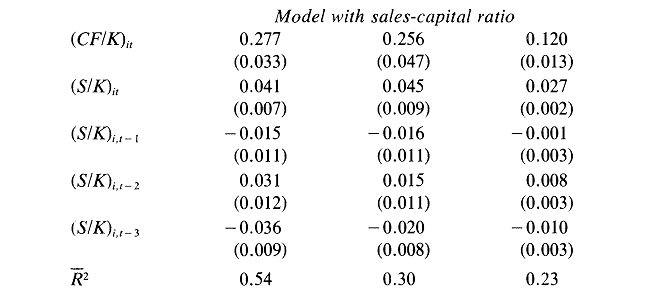 Model with sales-capital ratio
(CF/K)it 0.277 0.256 0.120
(0.033) (0.047) (0.013)
(S/K)it 0.041 0.045 0.027
(0.007) (0.009) (0.002)
(S/K)i,t−1 −0.015 −0.016 −0.001
(0.011) (0.011) (0.003)
(S/K)i,t−2 0.031 0.015 0.008
(0.012) (0.011) (0.003)
(S/K)i,t−3 −0.036 −0.020 −0.010
(0.009) (0.008) (0.003)
R̅² 0.54 0.30 0.23